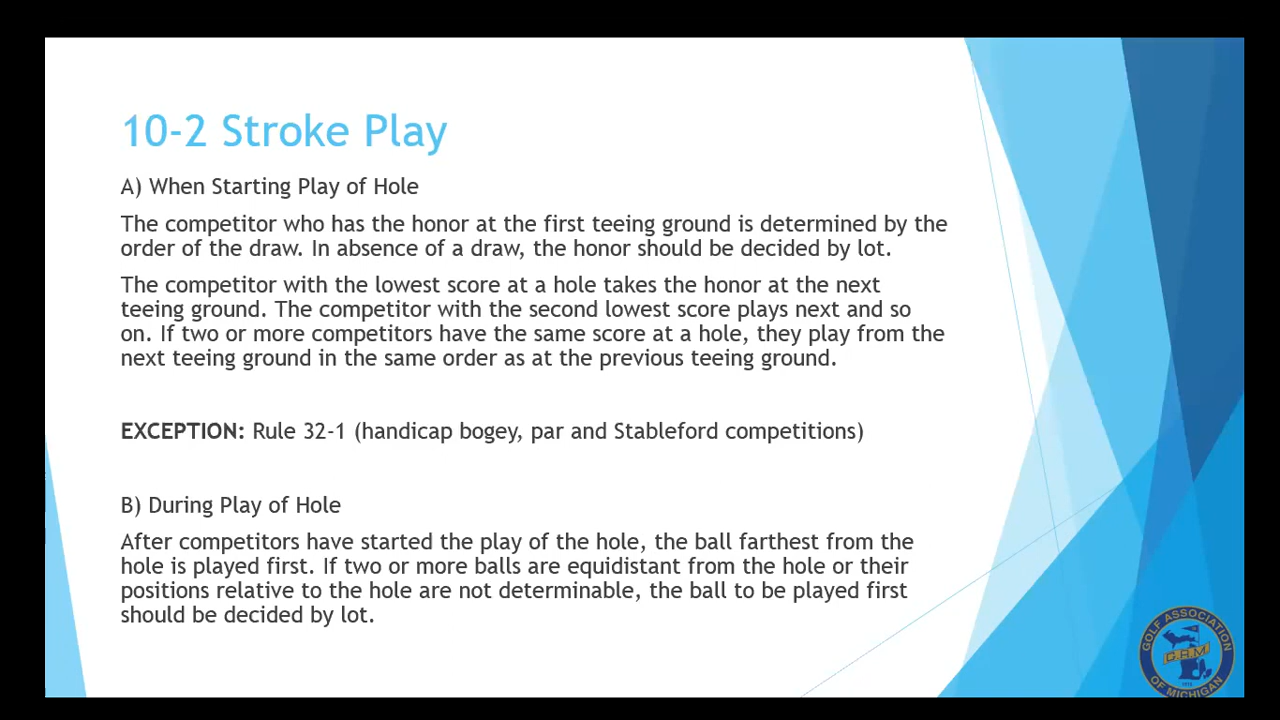 10-2 Stroke Play
A) When Starting Play of Hole
The competitor who has the honor at the first teeing ground is determined by the
order of the draw. In absence of a draw, the honor should be decided by lot.
The competitor with the lowest score at a hole takes the honor at the next
teeing ground. The competitor with the second lowest score plays next and so
on. If two or more competitors have the same score at a hole, they play from the
next teeing ground in the same order as at the previous teeing ground.
EXCEPTION: Rule 32-1 (handicap bogey, par and Stableford competitions)
B) During Play of Hole
After competitors have started the play of the hole, the ball farthest from the
hole is played first. If two or more balls are equidistant from the hole or their
positions relative to the hole are not determinable, the ball to be played first
should be decided by lot.
GOLF ASSOCIATION
G.A.M.
OF MICHIGAN